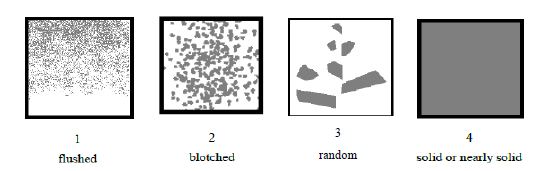 1 2 3 4
flushed blotched random solid or nearly solid